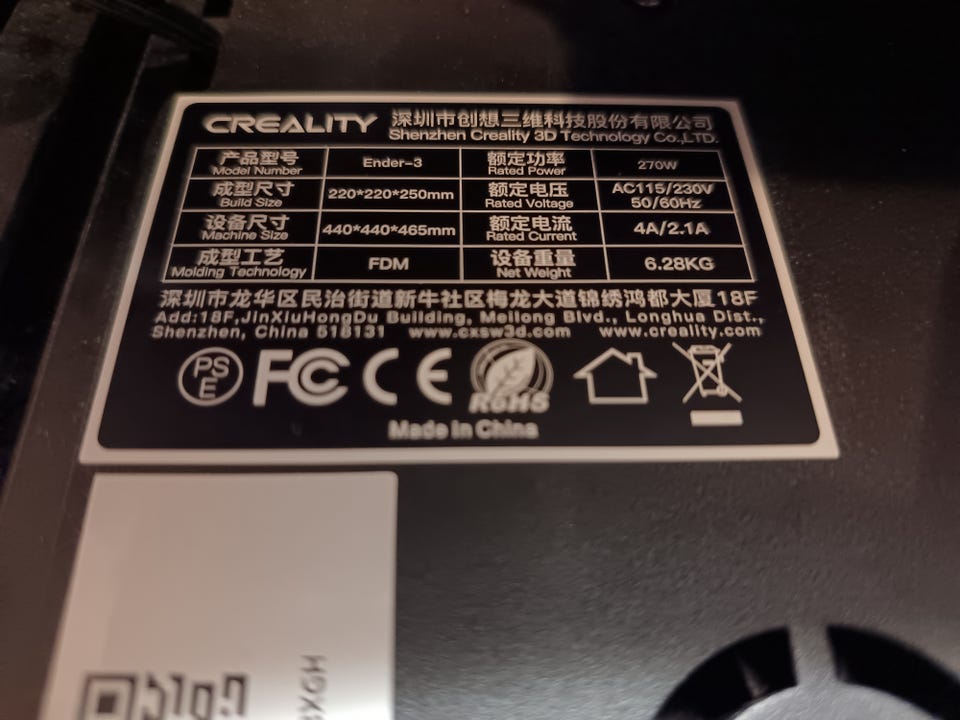 CREALITY 深圳市创想三维科技股份有限公司
Shenzhen Creality 3D Technology Co.,LTD.
产品型号 Ender-3 额定功率 270W
Model Number Rated Power
成型尺寸 220*220*250mm 额定电压 AC115/230V
Build Size Rated Voltage 50/60Hz
设备尺寸 440*440*465mm 额定电流 4A/2.1A
Machine Size Rated Current
成型工艺 FDM 设备重量 6.28KG
Molding Technology Net Weight
深圳市龙华区民治街道新牛社区梅龙大道锦绣鸿都大厦18F
Add:18F,JinXiuHongDu Building, Meilong Blvd., Longhua Dist.,
Shenzhen, China 518131 www.cxsw3d.com www.creality.com
PS E FC CE RoHS
Made in China